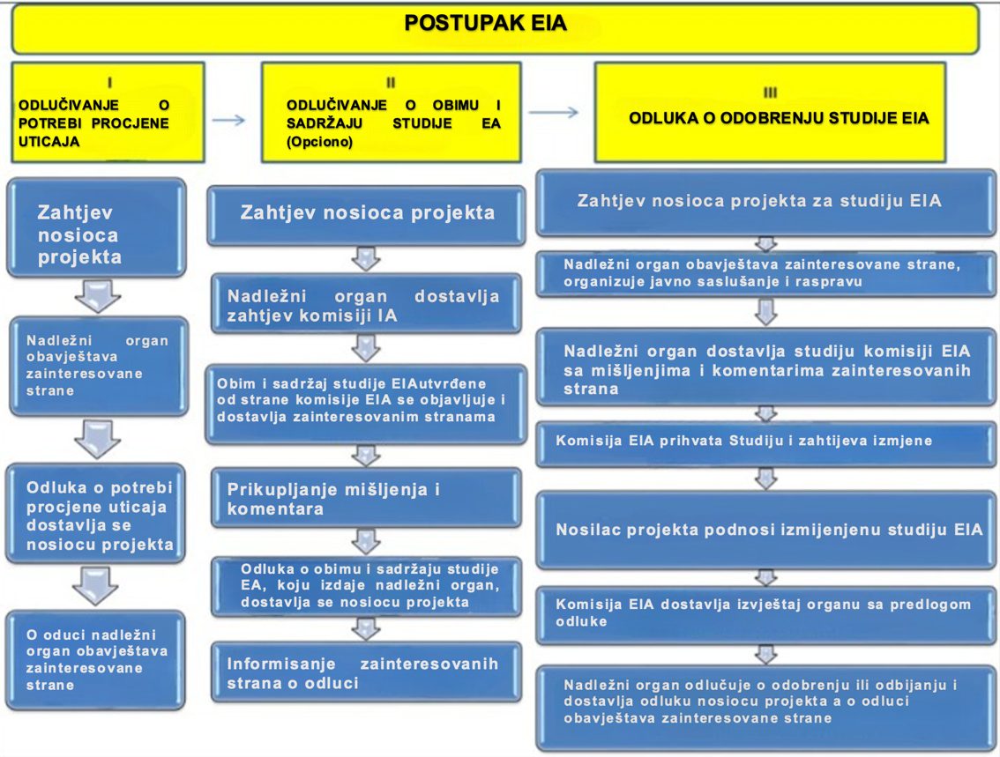 POSTUPAK EIA
I
ODLUČIVANJE O
POTREBI PROCJENE
UTICAJA
II
ODLUČIVANJE O OBIMU I
SADRŽAJU STUDIJE EA
(Opciono)
III
ODLUKA O ODOBRENJU STUDIJE EIA
Zahtjev
nosioca
projekta
Nadležni organ
obavještava
zainteresovane
strane
Odluka o potrebi
procjene uticaja
dostavlja se
nosiocu projekta
O oduci nadležni
organ obavještava
zainteresovane
strane
Zahtjev nosioca projekta
Nadležni organ dostavlja
zahtjev komisiji IA
Obim i sadržaj studije EIAutvrđene
od strane komisije EIA se objavljuje i
dostavlja zainteresovanim stranama
Prikupljanje mišljenja i
komentara
Odluka o obimu i sadržaju studije
EA, koju izdaje nadležni organ,
dostavlja se nosiocu projekta
Informisanje zainteresovanih
strana o odluci
Zahtjev nosioca projekta za studiju EIA
Nadležni organ obavještava zainteresovane strane,
organizuje javno saslušanje i raspravu
Nadležni organ dostavlja studiju komisiji EIA
sa mišljenjima i komentarima zainteresovanih
strana
Komisija EIA prihvata Studiju i zahtijeva izmjene
Nosilac projekta podnosi izmijenjenu studiju EIA
Komisija EIA dostavlja izvještaj organu sa predlogom
odluke
Nadležni organ odlučuje o odobrenju ili odbijanju i
dostavlja odluku nosiocu projekta a o odluci
obavještava zainteresovane strane